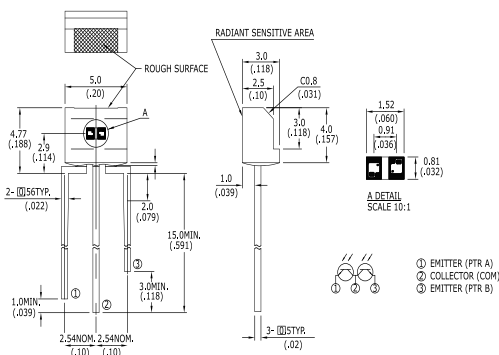 RADIANT SENSITIVE AREA
ROUGH SURFACE
5.0
(.20)
A
4.77
(.188)
2.9
(.114)
3.0
(.118)
2.5
(.10)
C0.8
(.031)
3.0
(.118)
4.0
(.157)
1.52
(.060)
0.91
(.036)
0.81
(.032)
A DETAIL
SCALE 10:1
1.0
(.039)
2.0
(.079)
15.0MIN.
(.591)
2-□0.56TYP.
(.022)
3.0MIN.
(.118)
1.0MIN.
(.039)
①
②
③
2.54NOM.
(.10)
2.54NOM.
(.10)
3-□0.5TYP.
(.02)
① ② ③
① EMITTER (PTR A)
② COLLECTOR (COM)
③ EMITTER (PTR B)